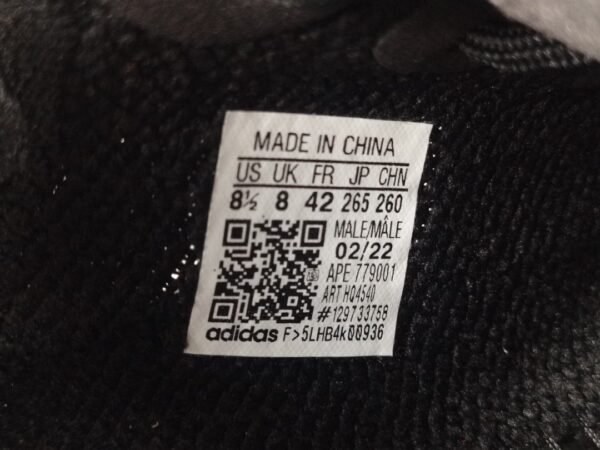 MADE IN CHINA
US UK FR JP CHN
8½ 8 42 265 260
MALE/MÂLE
02/22
APE 779001
ART HQ4540
#129733758
adidas F>5LHB4k00936